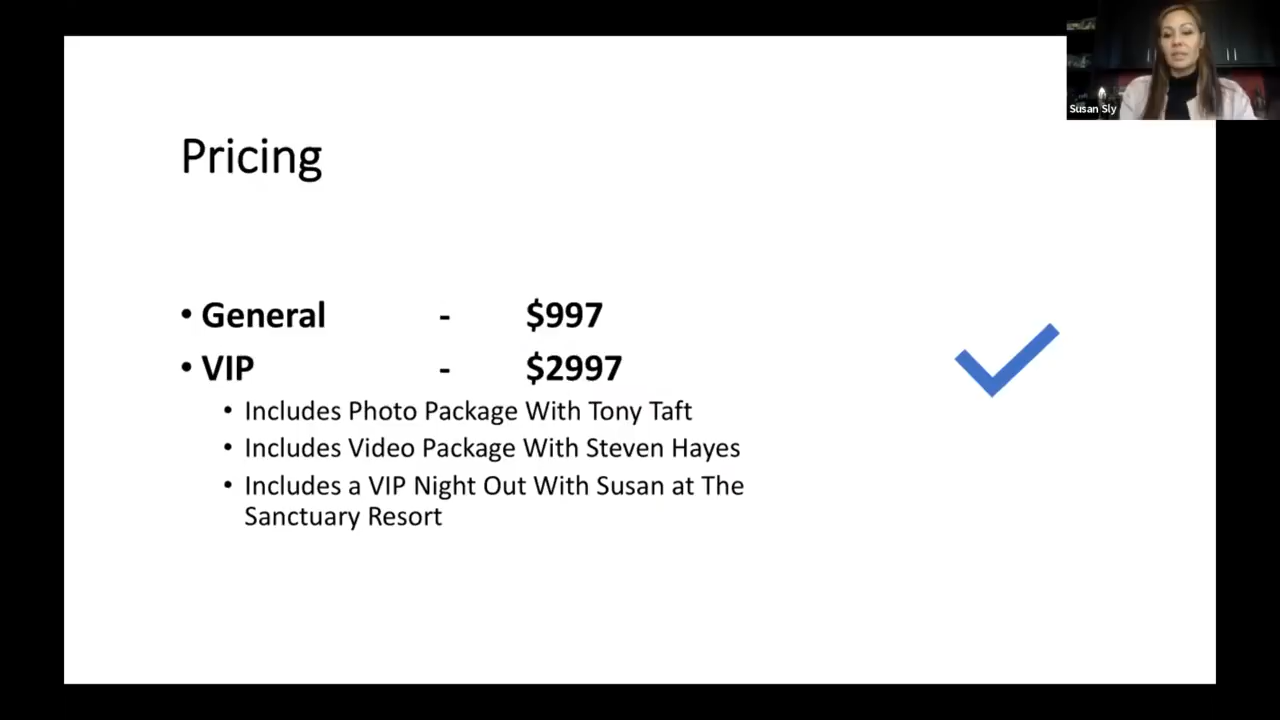 Susan Sly
Pricing
• General - $997
• VIP - $2997
• Includes Photo Package With Tony Taft
• Includes Video Package With Steven Hayes
• Includes a VIP Night Out With Susan at The
Sanctuary Resort